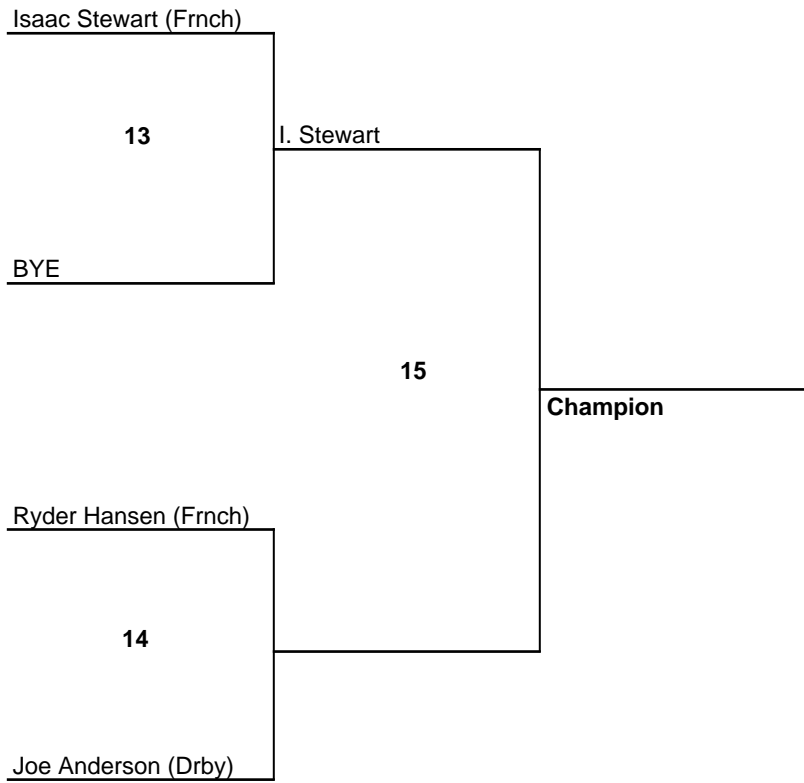 Isaac Stewart (Frnch)
13
I. Stewart
BYE
15
Champion
Ryder Hansen (Frnch)
14
Joe Anderson (Drby)